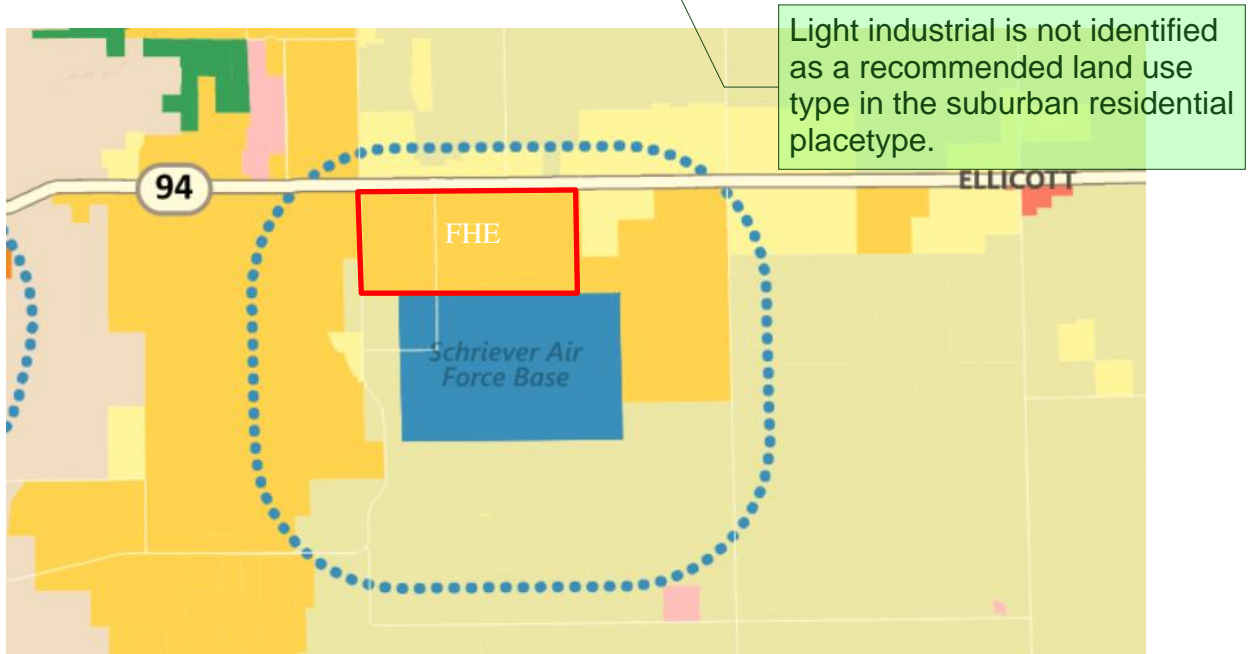 Light industrial is not identified
as a recommended land use
type in the suburban residential
placetype.
94
ELLICOTT
FHE
Schriever Air
Force Base